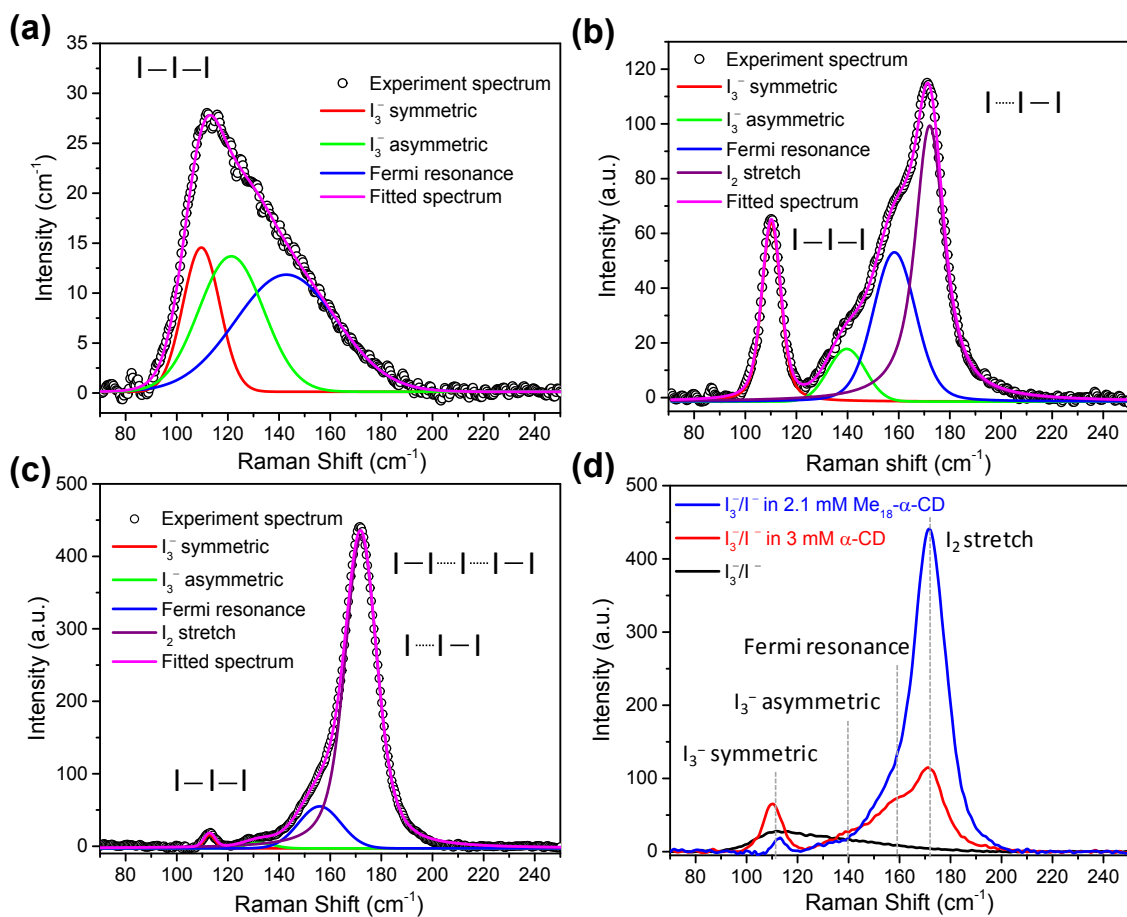 (a)
I—I—I
Experiment spectrum
I₃⁻ symmetric
I₃⁻ asymmetric
Fermi resonance
Fitted spectrum
35
30
25
20
15
10
5
0
Intensity (cm⁻¹)
80 100 120 140 160 180 200 220 240
Raman Shift (cm⁻¹)
(b)
Experiment spectrum
I₃⁻ symmetric
I₃⁻ asymmetric
Fermi resonance
I₂ stretch
Fitted spectrum
I┈┈I—I
I—I—I
120
100
80
60
40
20
0
Intensity (a.u.)
80 100 120 140 160 180 200 220 240
Raman shift (cm⁻¹)
(c)
Experiment spectrum
I₃⁻ symmetric
I₃⁻ asymmetric
Fermi resonance
I₂ stretch
Fitted spectrum
I—I┈┈I┈┈I—I
I┈┈I—I
I—I—I
500
400
300
200
100
0
Intensity (a.u.)
80 100 120 140 160 180 200 220 240
Raman Shift (cm⁻¹)
(d)
I₃⁻/I⁻ in 2.1 mM Me₁₈-α-CD
I₃⁻/I⁻ in 3 mM α-CD
I₃⁻/I⁻
I₂ stretch
Fermi resonance
I₃⁻ asymmetric
I₃⁻ symmetric
500
400
300
200
100
0
Intensity (a.u.)
80 100 120 140 160 180 200 220 240
Raman Shift (cm⁻¹)